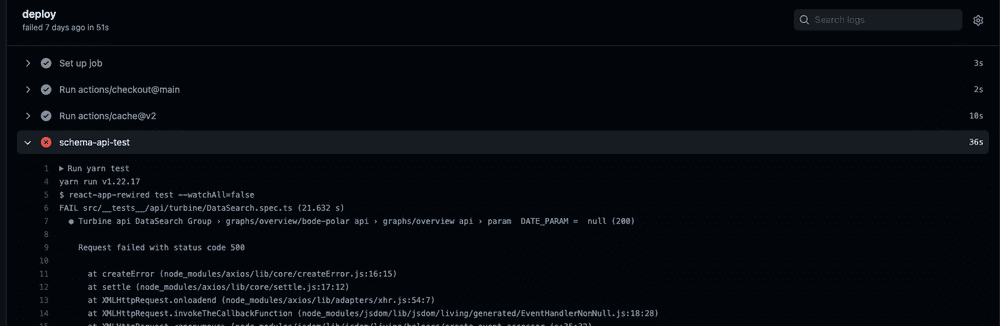 deploy
failed 7 days ago in 51s
Search logs
Set up job 3s
Run actions/checkout@main 2s
Run actions/cache@v2 10s
schema-api-test 36s
1 ▶ Run yarn test
4 yarn run v1.22.17
5 $ react-app-rewired test --watchAll=false
6 FAIL src/__tests__/api/turbine/DataSearch.spec.ts (21.632 s)
7 ● Turbine api DataSearch Group › graphs/overview/bode-polar api › graphs/overview api › param DATE_PARAM = null (200)
8
9 Request failed with status code 500
10
11 at createError (node_modules/axios/lib/core/createError.js:16:15)
12 at settle (node_modules/axios/lib/core/settle.js:17:12)
13 at XMLHttpRequest.onloadend (node_modules/axios/lib/adapters/xhr.js:54:7)
14 at XMLHttpRequest.invokeTheCallbackFunction (node_modules/jsdom/lib/jsdom/living/generated/EventHandlerNonNull.js:18:28)